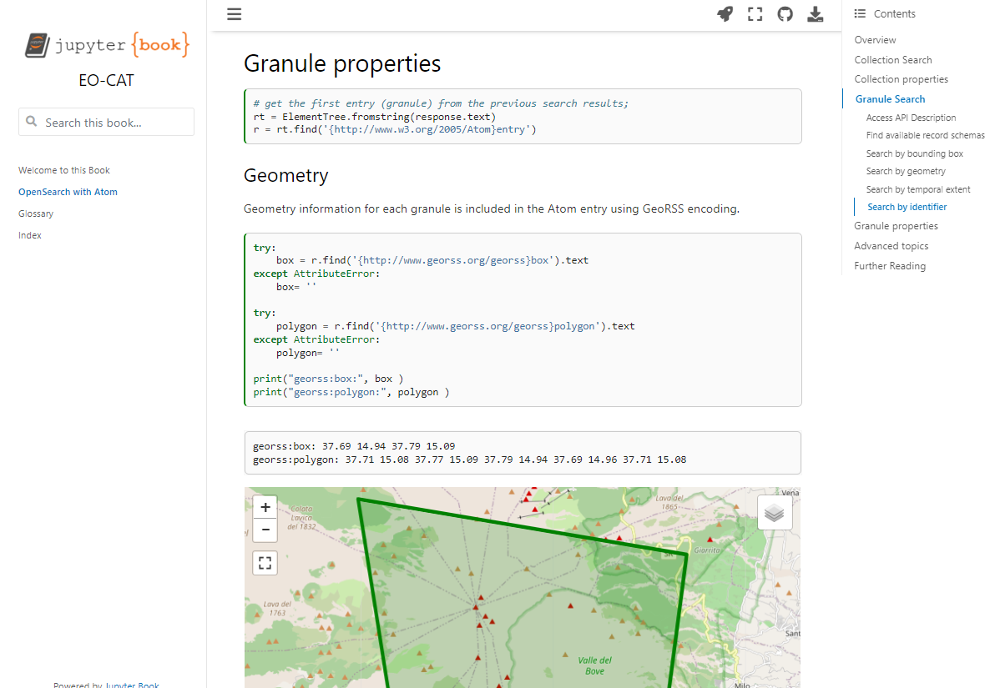 jupyter {book}
EO-CAT
Search this book...
Welcome to this Book
OpenSearch with Atom
Glossary
Index
Powered by Jupyter Book
Granule properties
# get the first entry (granule) from the previous search results;
rt = ElementTree.fromstring(response.text)
r = rt.find('{http://www.w3.org/2005/Atom}entry')
Geometry
Geometry information for each granule is included in the Atom entry using GeoRSS encoding.
try:
    box = r.find('{http://www.georss.org/georss}box').text
except AttributeError:
    box= ''
try:
    polygon = r.find('{http://www.georss.org/georss}polygon').text
except AttributeError:
    polygon= ''
print("georss:box:", box )
print("georss:polygon:", polygon )
georss:box: 37.69 14.94 37.79 15.09
georss:polygon: 37.71 15.08 37.77 15.09 37.79 14.94 37.69 14.96 37.71 15.08
+
−
Colata
Lavica
del 1832
Lava del
1865
Vena
SR
Giarrita
Lava del
1763
Sant
Valle del
Bove
Milo
Contents
Overview
Collection Search
Collection properties
Granule Search
Access API Description
Find available record schemas
Search by bounding box
Search by geometry
Search by temporal extent
Search by identifier
Granule properties
Advanced topics
Further Reading